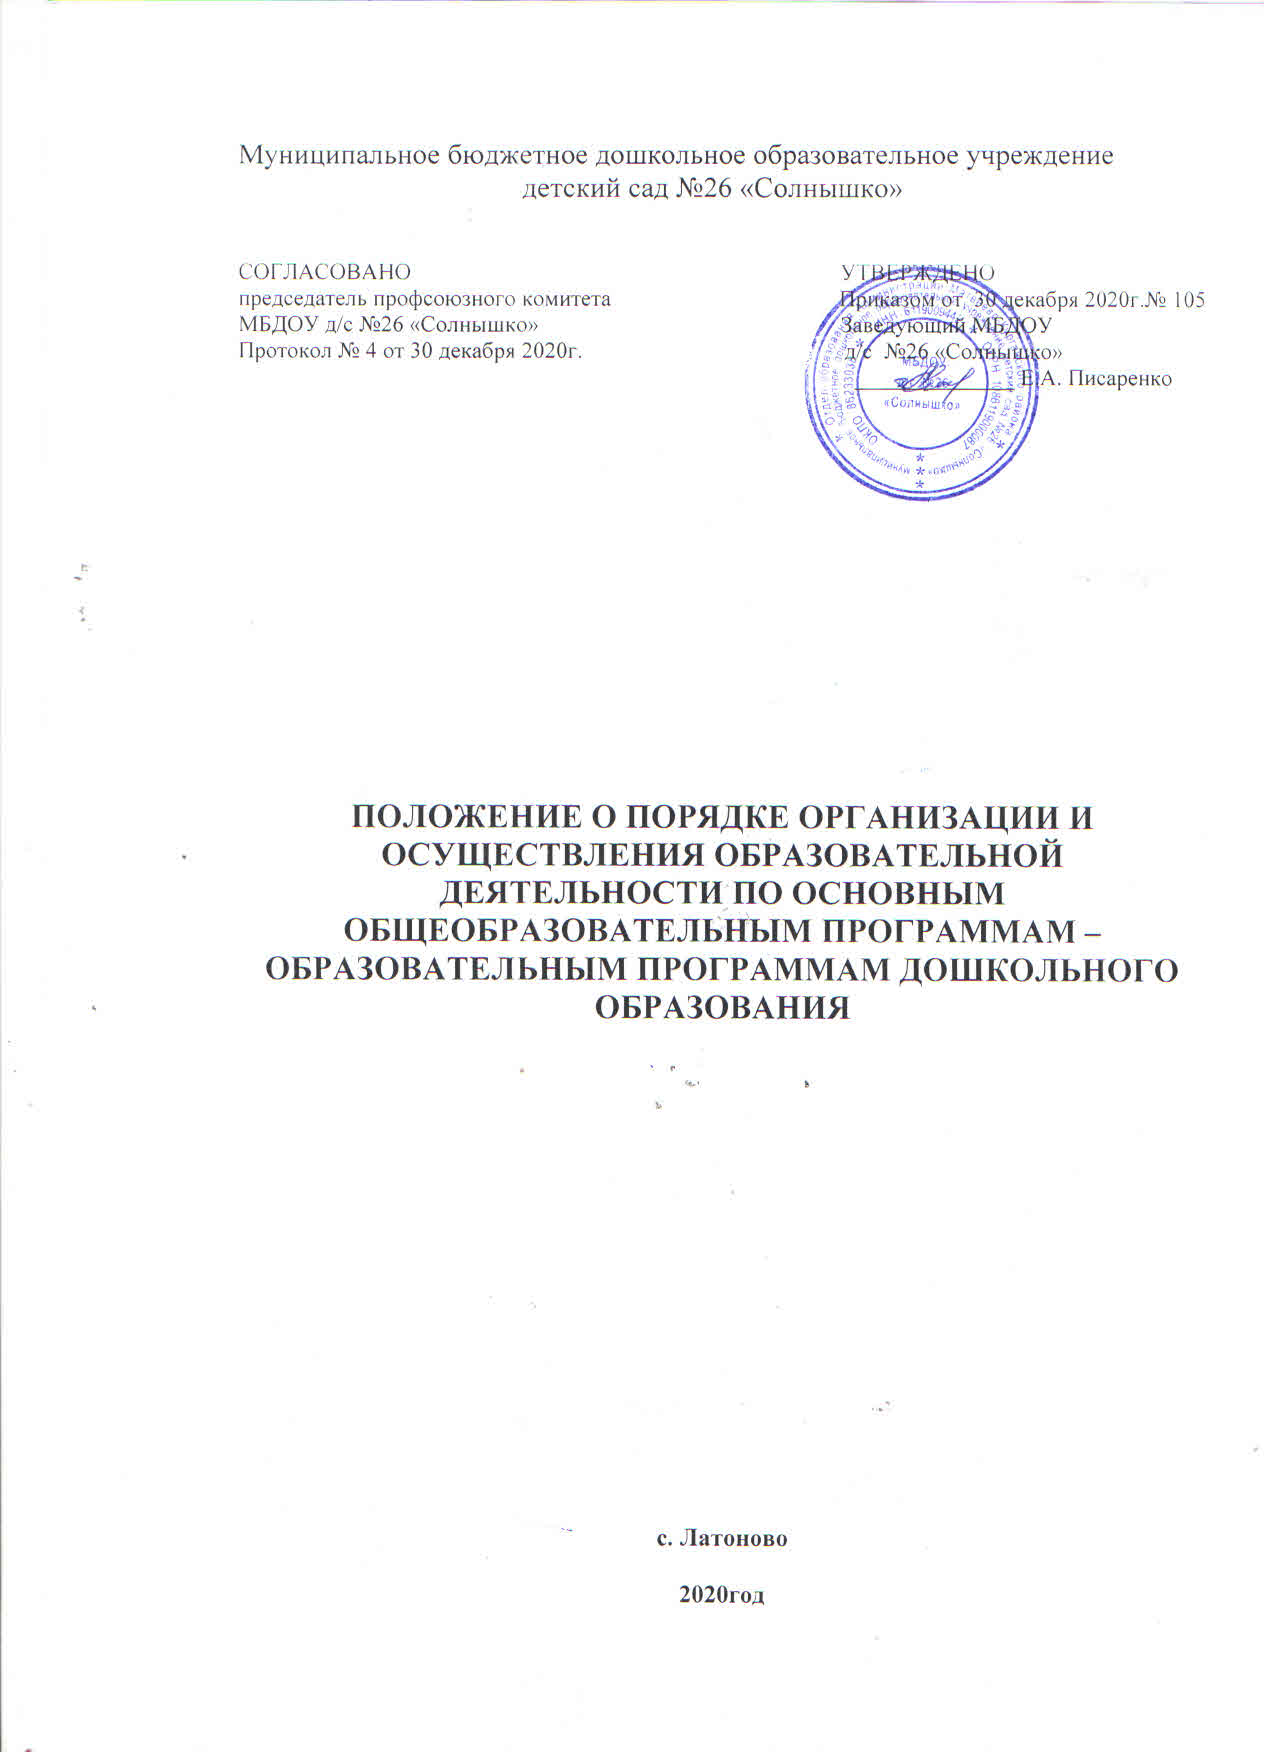 Муниципальное бюджетное дошкольное образовательное учреждение
детский сад №26 «Солнышко»
СОГЛАСОВАНО
председатель профсоюзного комитета
МБДОУ д/с №26 «Солнышко»
Протокол № 4 от 30 декабря 2020г.
УТВЕРЖДЕНО
Приказом от 30 декабря 2020г.№ 105
Заведующий МБДОУ
д/с №26 «Солнышко»
Е.А. Писаренко
МБДОУ
«Солнышко»
ПОЛОЖЕНИЕ О ПОРЯДКЕ ОРГАНИЗАЦИИ И
ОСУЩЕСТВЛЕНИЯ ОБРАЗОВАТЕЛЬНОЙ
ДЕЯТЕЛЬНОСТИ ПО ОСНОВНЫМ
ОБЩЕОБРАЗОВАТЕЛЬНЫМ ПРОГРАММАМ –
ОБРАЗОВАТЕЛЬНЫМ ПРОГРАММАМ ДОШКОЛЬНОГО
ОБРАЗОВАНИЯ
с. Латоново
2020год